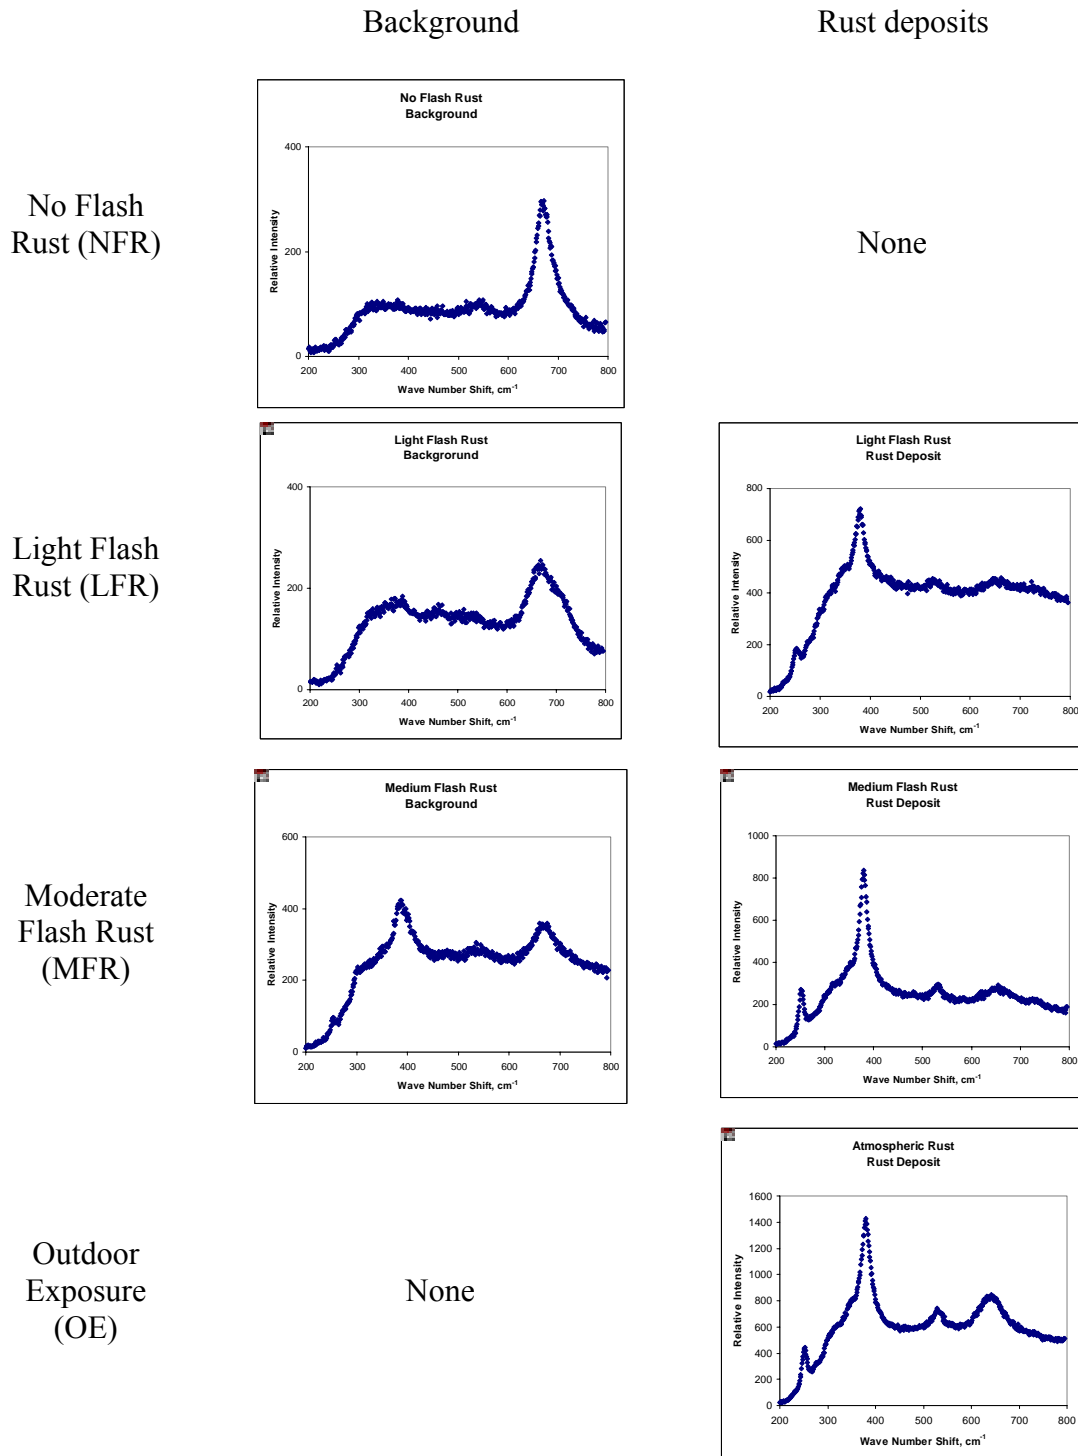 Background
Rust deposits
No Flash
Rust (NFR)
No Flash Rust
Background
400
200
0
200 300 400 500 600 700 800
Relative Intensity
Wave Number Shift, cm-1
None
Light Flash
Rust (LFR)
Light Flash Rust
Background
400
200
0
200 300 400 500 600 700 800
Relative Intensity
Wave Number Shift, cm-1
Light Flash Rust
Rust Deposit
800
600
400
200
0
200 300 400 500 600 700 800
Relative Intensity
Wave Number Shift, cm-1
Moderate
Flash Rust
(MFR)
Medium Flash Rust
Background
600
400
200
0
200 300 400 500 600 700 800
Relative Intensity
Wave Number Shift, cm-1
Medium Flash Rust
Rust Deposit
1000
800
600
400
200
0
200 300 400 500 600 700 800
Relative Intensity
Wave Number Shift, cm-1
Outdoor
Exposure
(OE)
None
Atmospheric Rust
Rust Deposit
1600
1400
1200
1000
800
600
400
200
0
200 300 400 500 600 700 800
Relative Intensity
Wave Number Shift, cm-1